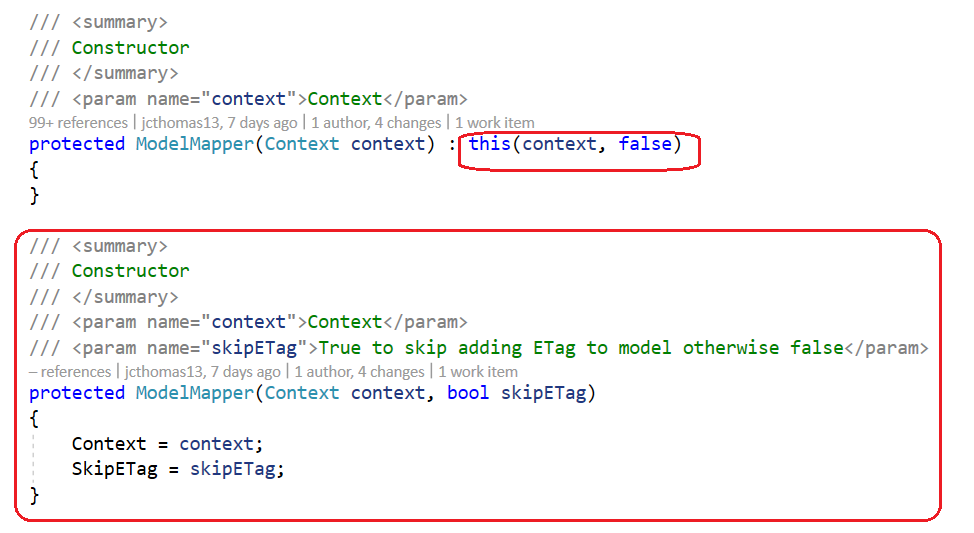 /// <summary>
/// Constructor
/// </summary>
/// <param name="context">Context</param>
99+ references | jcthomas13, 7 days ago | 1 author, 4 changes | 1 work item
protected ModelMapper(Context context) : this(context, false)
{
}
/// <summary>
/// Constructor
/// </summary>
/// <param name="context">Context</param>
/// <param name="skipETag">True to skip adding ETag to model otherwise false</param>
– references | jcthomas13, 7 days ago | 1 author, 4 changes | 1 work item
protected ModelMapper(Context context, bool skipETag)
{
Context = context;
SkipETag = skipETag;
}